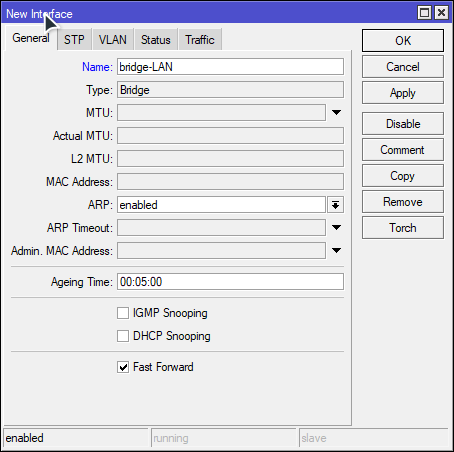 New Interface
General STP VLAN Status Traffic
OK
Name: bridge-LAN
Cancel
Type: Bridge
Apply
MTU:
Disable
Actual MTU:
Comment
L2 MTU:
Copy
MAC Address:
Remove
ARP: enabled
Torch
ARP Timeout:
Admin. MAC Address:
Ageing Time: 00:05:00
IGMP Snooping
DHCP Snooping
Fast Forward
enabled running slave